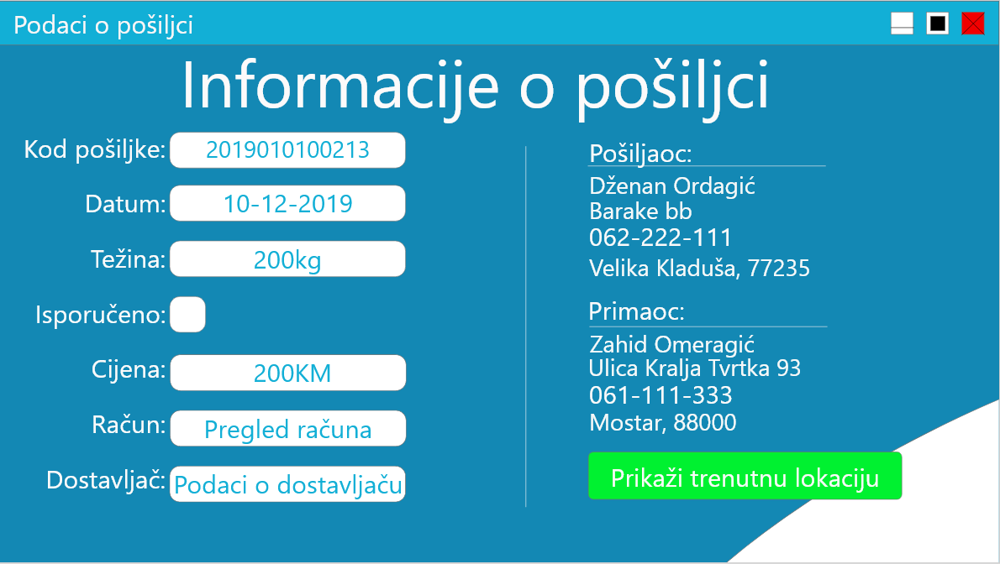 Podaci o pošiljci
Informacije o pošiljci
Kod pošiljke: 2019010100213
Datum: 10-12-2019
Težina: 200kg
Isporučeno:
Cijena: 200KM
Račun: Pregled računa
Dostavljač: Podaci o dostavljaču
Pošiljaoc:
Dženan Ordagić
Barake bb
062-222-111
Velika Kladuša, 77235
Primaoc:
Zahid Omeragić
Ulica Kralja Tvrtka 93
061-111-333
Mostar, 88000
Prikaži trenutnu lokaciju